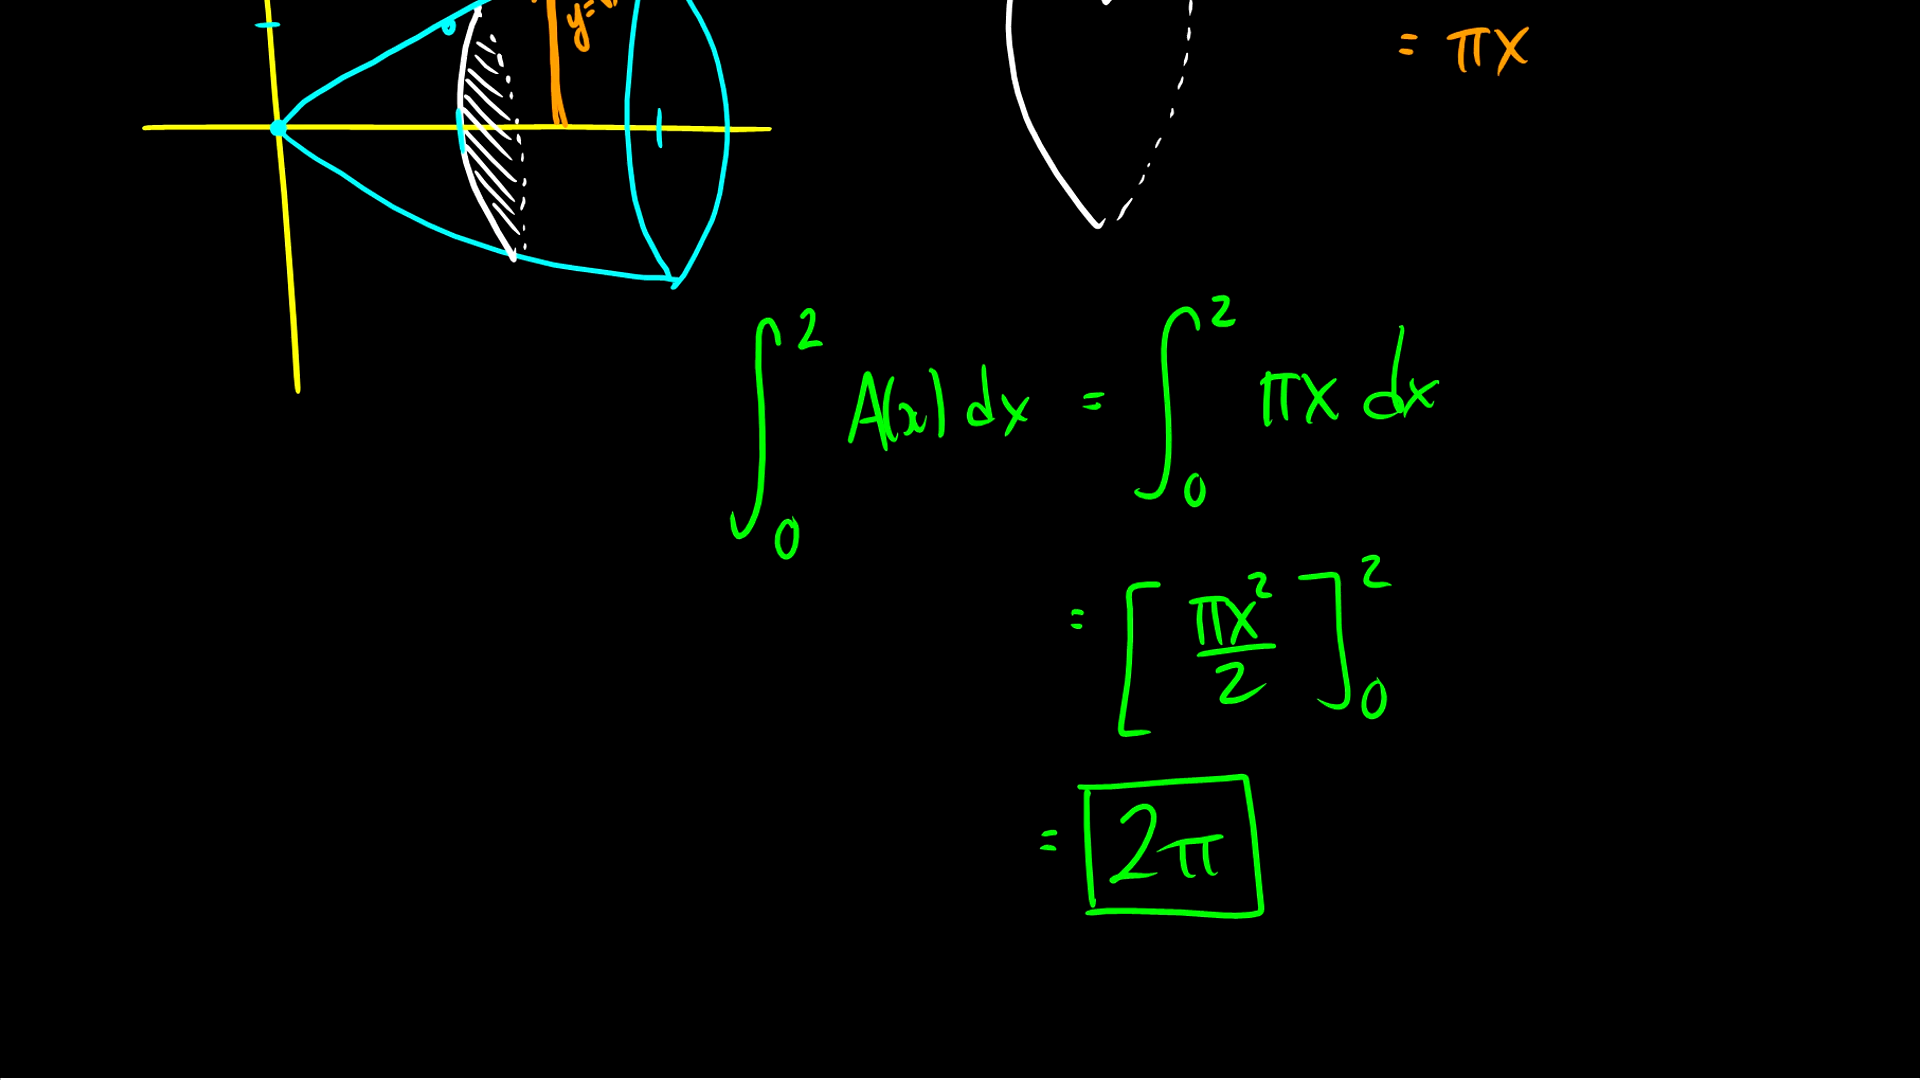 y=
= πx
∫₀² A(x) dx = ∫₀² πx dx
= [πx²/2]₀²
= 2π